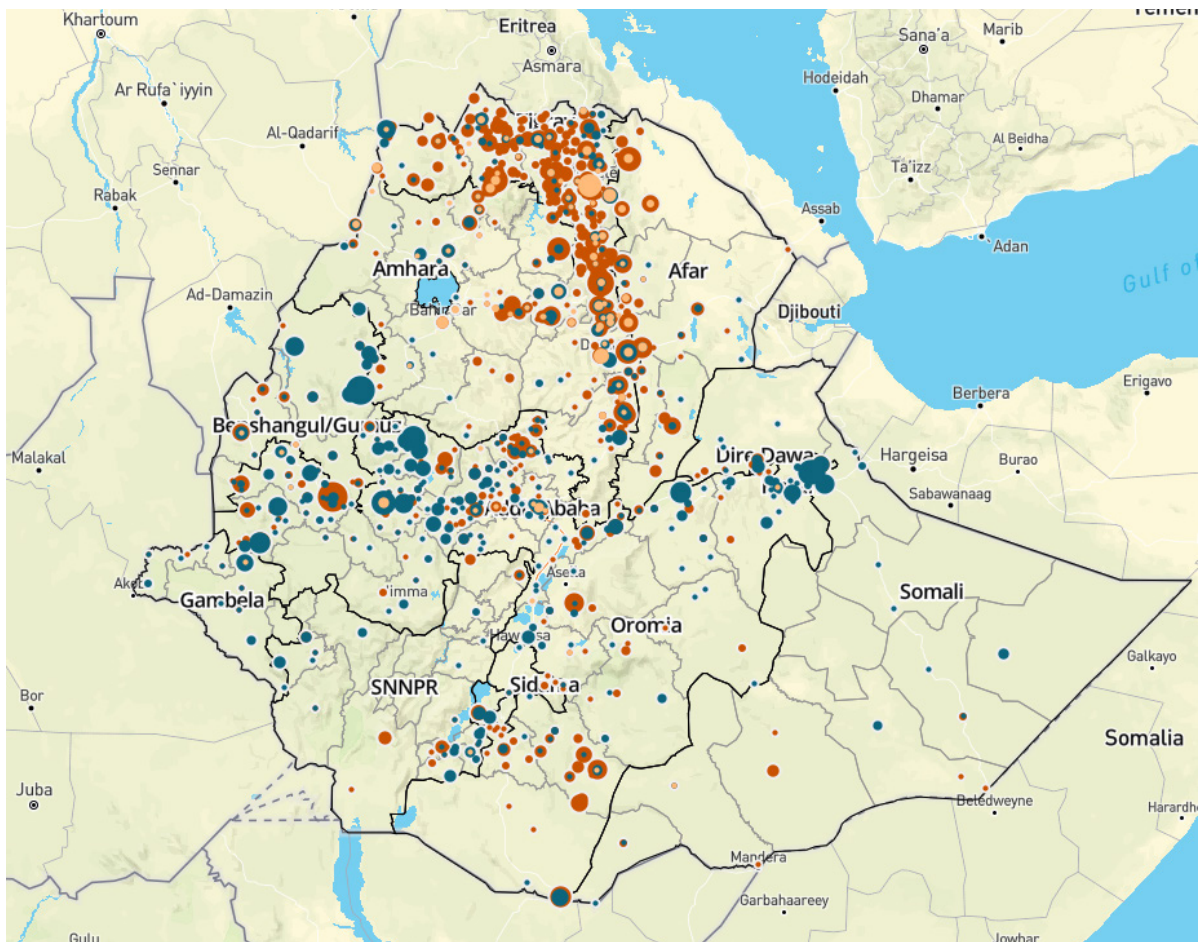 Khartoum
Eritrea
Asmara
Sana'a
Marib
Hodeidah
Ar Rufa`iyyin
Dhamar
Al-Qadarif
Al Beidha
Sennar
Ta'izz
Rabak
Assab
Adan
Amhara
Afar
Gulf of
Ad-Damazin
Djibouti
Berbera
Erigavo
Malakal
Dire Dawa
Hargeisa
Burao
Sabawanaag
Gambela
Somali
Oromia
Galkayo
Bor
SNNPR
Somalia
Juba
Beledweyne
Mandera
Garbahaareey
Gulu
Jowhar